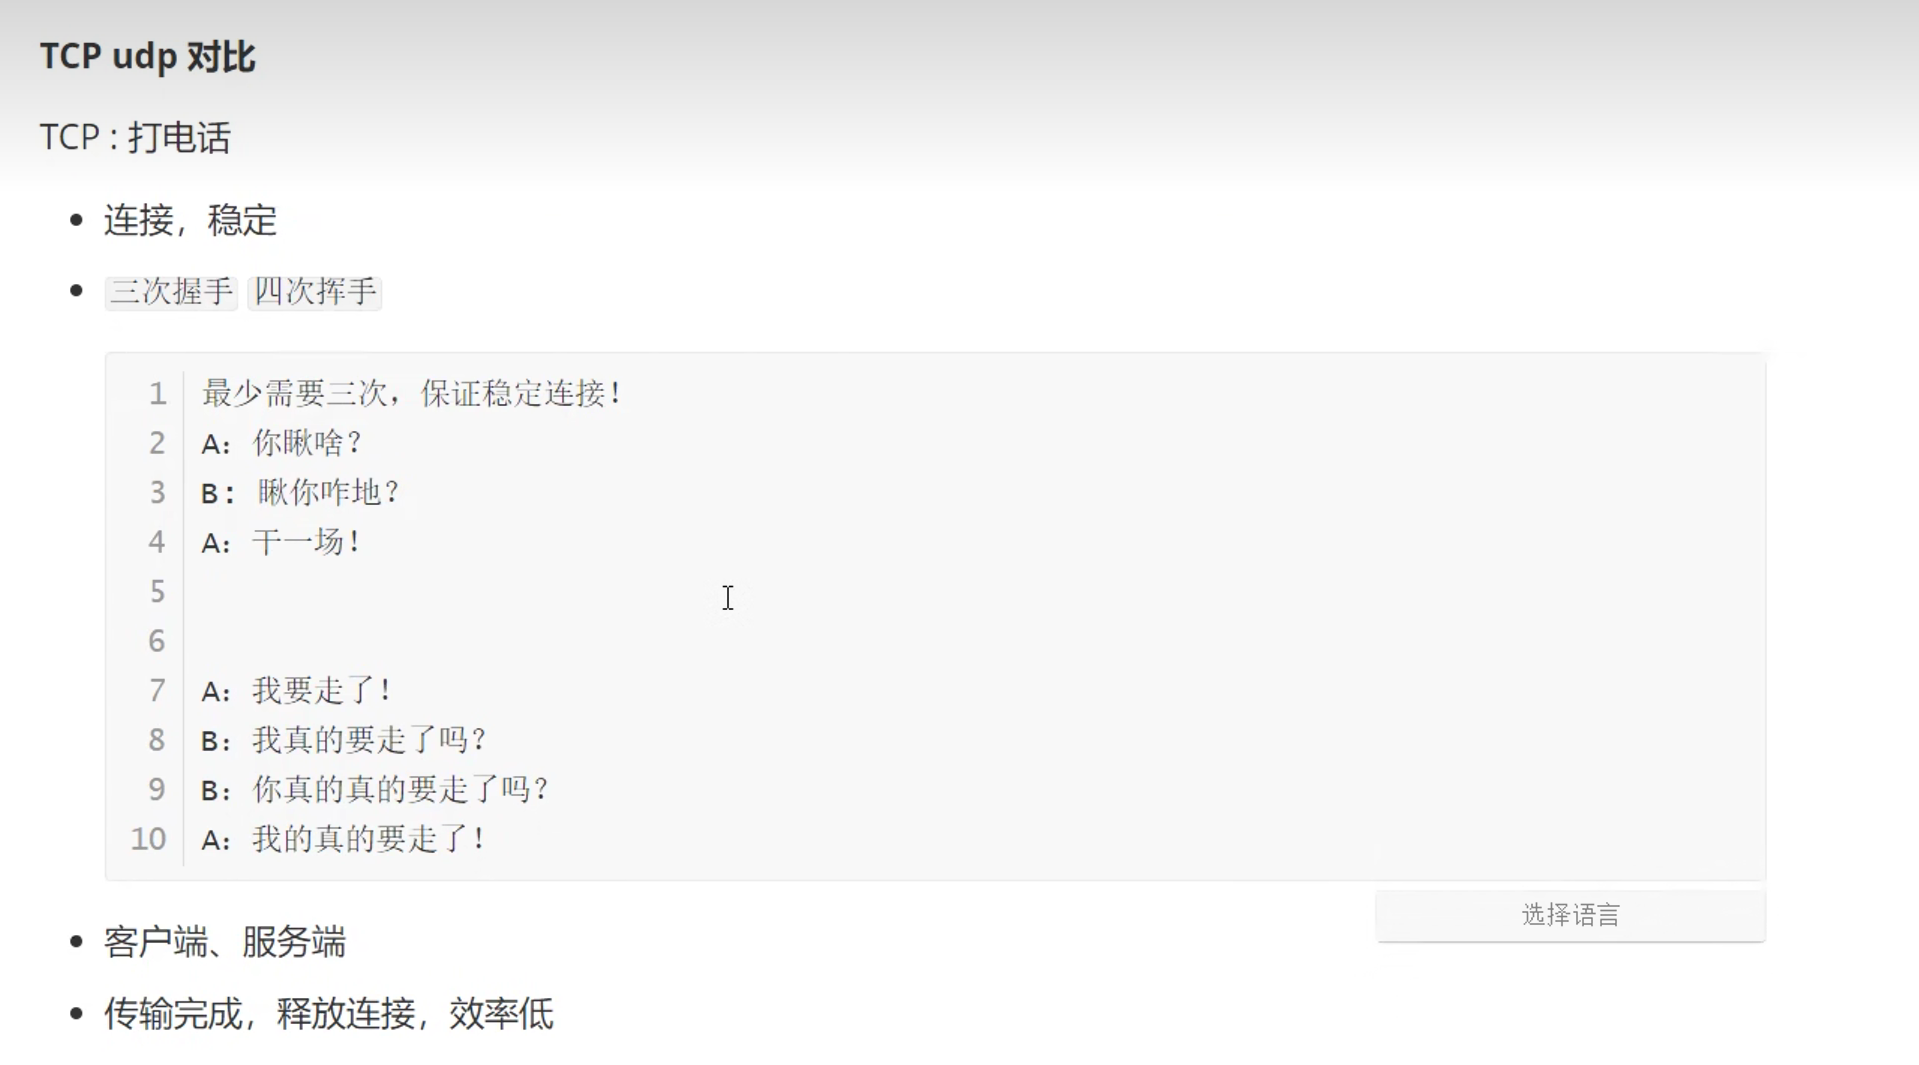 TCP udp 对比
TCP : 打电话
连接，稳定
三次握手 四次挥手
1 最少需要三次，保证稳定连接！
2 A：你瞅啥？
3 B: 瞅你咋地？
4 A：干一场！
5
6
7 A：我要走了！
8 B：我真的要走了吗？
9 B：你真的真的要走了吗？
10 A：我的真的要走了！
选择语言
客户端、服务端
传输完成，释放连接，效率低